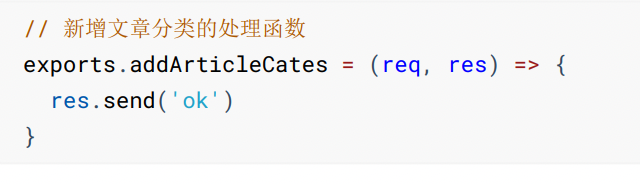 // 新增文章分类的处理函数
exports.addArticleCates = (req, res) => {
  res.send('ok')
}